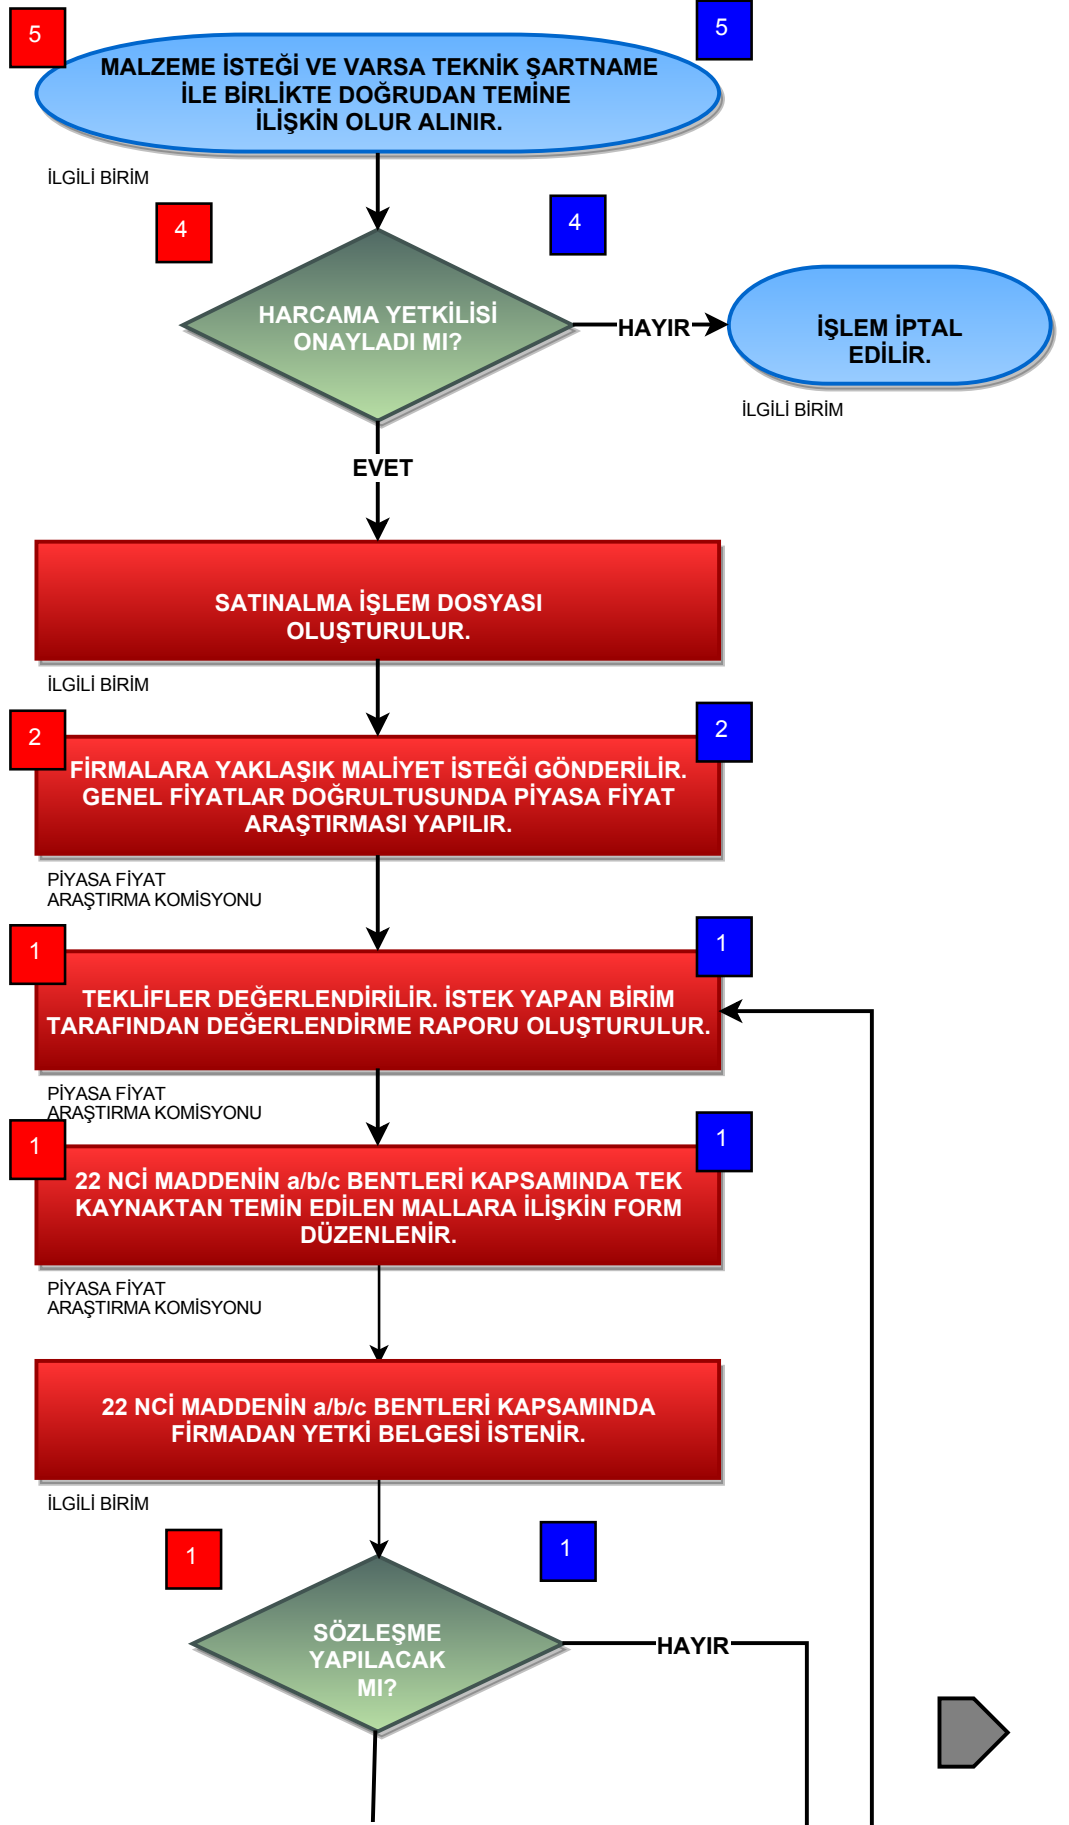 5
5
MALZEME İSTEĞİ VE VARSA TEKNİK ŞARTNAME
İLE BİRLİKTE DOĞRUDAN TEMİNE
İLİŞKİN OLUR ALINIR.
İLGİLİ BİRİM
4
4
HARCAMA YETKİLİSİ
ONAYLADI MI?
HAYIR
İŞLEM İPTAL
EDİLİR.
İLGİLİ BİRİM
EVET
SATINALMA İŞLEM DOSYASI
OLUŞTURULUR.
İLGİLİ BİRİM
2
2
FİRMALARA YAKLAŞIK MALİYET İSTEĞİ GÖNDERİLİR.
GENEL FİYATLAR DOĞRULTUSUNDA PİYASA FİYAT
ARAŞTIRMASI YAPILIR.
PİYASA FİYAT
ARAŞTIRMA KOMİSYONU
1
1
TEKLİFLER DEĞERLENDİRİLİR. İSTEK YAPAN BİRİM
TARAFINDAN DEĞERLENDİRME RAPORU OLUŞTURULUR.
PİYASA FİYAT
ARAŞTIRMA KOMİSYONU
1
1
22 NCİ MADDENİN a/b/c BENTLERİ KAPSAMINDA TEK
KAYNAKTAN TEMİN EDİLEN MALLARA İLİŞKİN FORM
DÜZENLENİR.
PİYASA FİYAT
ARAŞTIRMA KOMİSYONU
22 NCİ MADDENİN a/b/c BENTLERİ KAPSAMINDA
FİRMADAN YETKİ BELGESİ İSTENİR.
İLGİLİ BİRİM
1
1
SÖZLEŞME
YAPILACAK
MI?
HAYIR